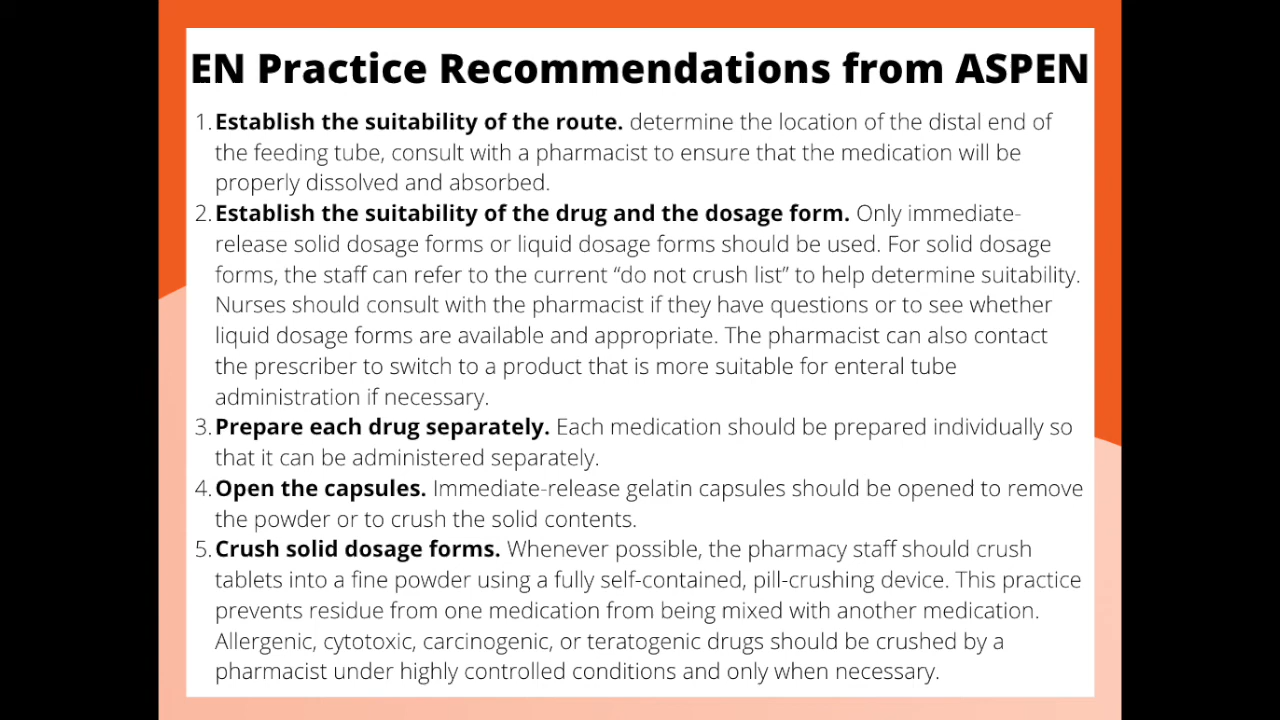 EN Practice Recommendations from ASPEN
1. Establish the suitability of the route. determine the location of the distal end of
the feeding tube, consult with a pharmacist to ensure that the medication will be
properly dissolved and absorbed.
2. Establish the suitability of the drug and the dosage form. Only immediate-
release solid dosage forms or liquid dosage forms should be used. For solid dosage
forms, the staff can refer to the current “do not crush list” to help determine suitability.
Nurses should consult with the pharmacist if they have questions or to see whether
liquid dosage forms are available and appropriate. The pharmacist can also contact
the prescriber to switch to a product that is more suitable for enteral tube
administration if necessary.
3. Prepare each drug separately. Each medication should be prepared individually so
that it can be administered separately.
4. Open the capsules. Immediate-release gelatin capsules should be opened to remove
the powder or to crush the solid contents.
5. Crush solid dosage forms. Whenever possible, the pharmacy staff should crush
tablets into a fine powder using a fully self-contained, pill-crushing device. This practice
prevents residue from one medication from being mixed with another medication.
Allergenic, cytotoxic, carcinogenic, or teratogenic drugs should be crushed by a
pharmacist under highly controlled conditions and only when necessary.